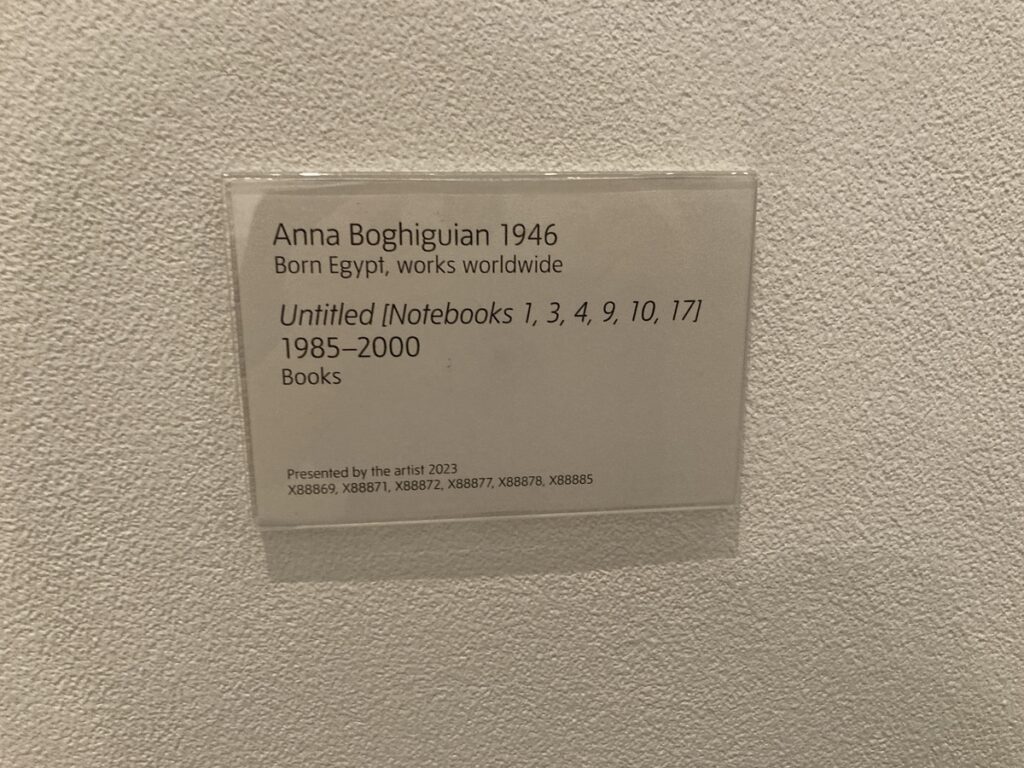 Anna Boghiguian 1946
Born Egypt, works worldwide
Untitled [Notebooks 1, 3, 4, 9, 10, 17]
1985–2000
Books
Presented by the artist 2023
X88869, X88871, X88872, X88877, X88878, X88885